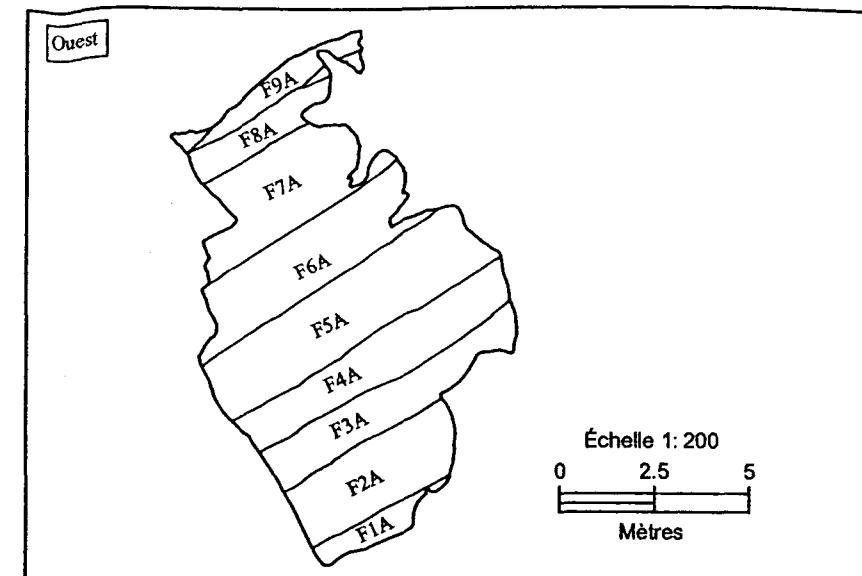 Ouest
F9A
F8A
F7A
F6A
F5A
F4A
F3A
F2A
F1A
Échelle 1: 200
0 2.5 5
Mètres